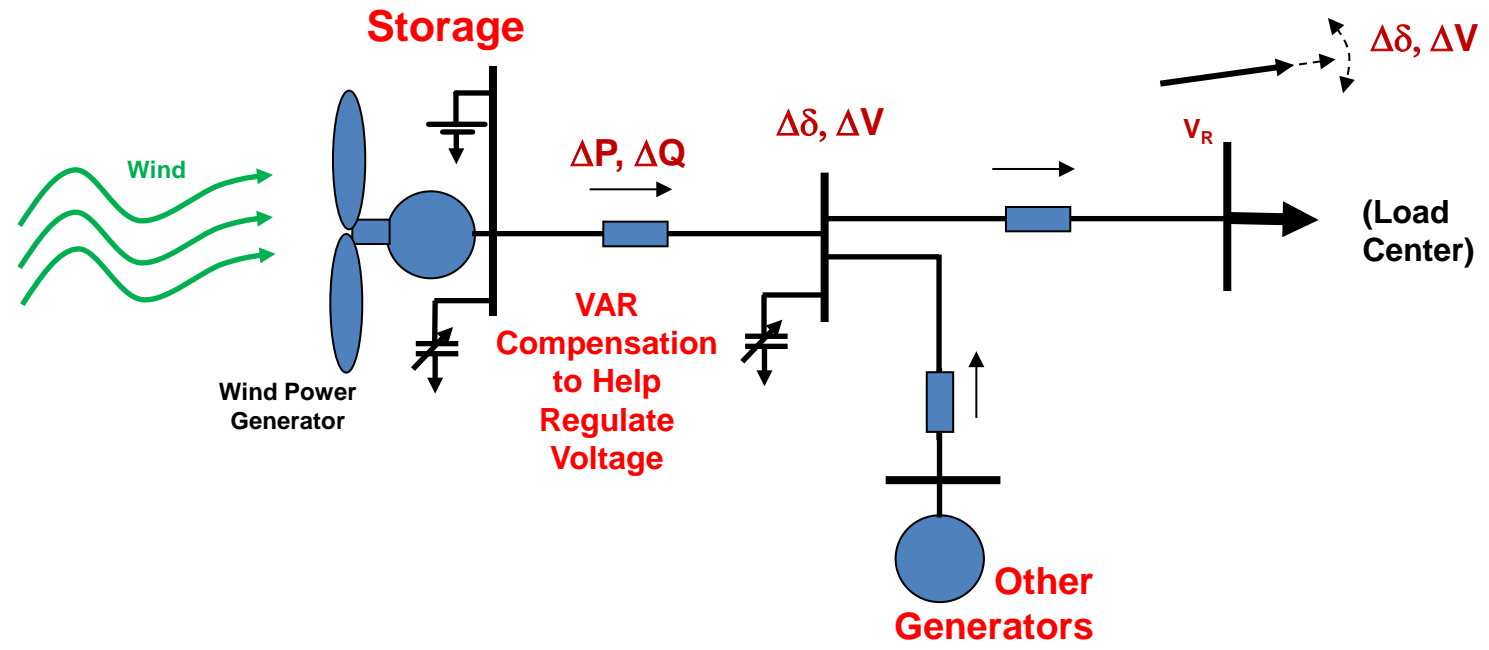 Storage
Δδ, ΔV
Δδ, ΔV
V_R
Wind
ΔP, ΔQ
(Load
Center)
VAR
Compensation
to Help
Regulate
Voltage
Wind Power
Generator
Other
Generators